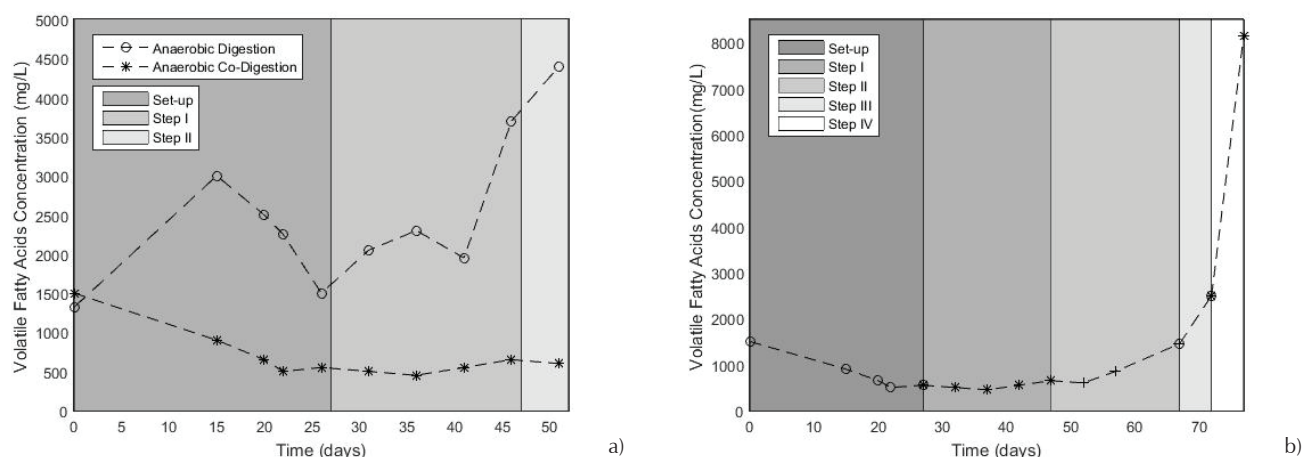 5000
4500
4000
3500
3000
2500
2000
1500
1000
500
0
Volatile Fatty Acids Concentration (mg/L)
Anaerobic Digestion
Anaerobic Co-Digestion
Set-up
Step I
Step II
0 5 10 15 20 25 30 35 40 45 50
Time (days)
a)
8000
7000
6000
5000
4000
3000
2000
1000
0
Volatile Fatty Acids Concentration(mg/L)
Set-up
Step I
Step II
Step III
Step IV
0 10 20 30 40 50 60 70
Time (days)
b)